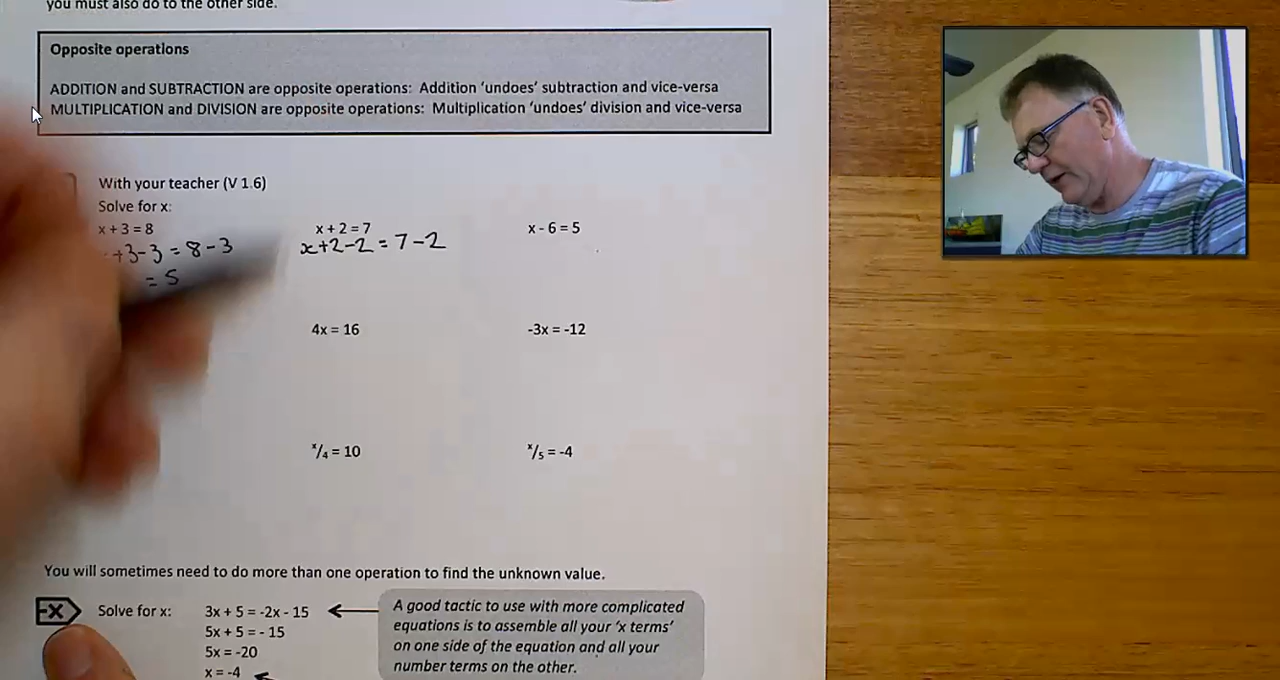 you must also do to the other side.
Opposite operations
ADDITION and SUBTRACTION are opposite operations: Addition 'undoes' subtraction and vice-versa
MULTIPLICATION and DIVISION are opposite operations: Multiplication 'undoes' division and vice-versa
With your teacher (V 1.6)
Solve for x:
x + 3 = 8
+3-3 = 8-3
= 5
x + 2 = 7
x+2-2 = 7-2
x - 6 = 5
4x = 16
-3x = -12
x/4 = 10
x/5 = -4
You will sometimes need to do more than one operation to find the unknown value.
EX
Solve for x:
3x + 5 = -2x - 15
5x + 5 = - 15
5x = -20
x = -4
A good tactic to use with more complicated
equations is to assemble all your 'x terms'
on one side of the equation and all your
number terms on the other.